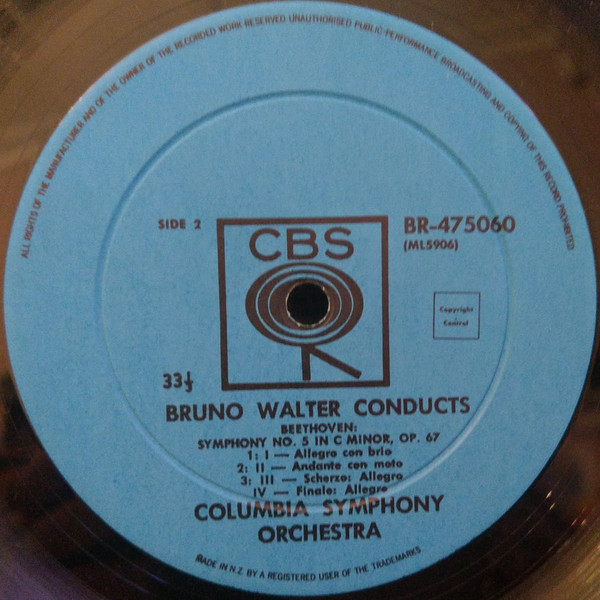 ALL RIGHTS OF THE MANUFACTURER AND OF THE OWNER OF THE RECORDED WORK RESERVED UNAUTHORISED PUBLIC PERFORMANCE BROADCASTING AND COPYING OF THIS RECORD PROHIBITED
SIDE 2
CBS
BR-475060
(ML5906)
Copyright
Control
33⅓
BRUNO WALTER CONDUCTS
BEETHOVEN:
SYMPHONY NO. 5 IN C MINOR, OP. 67
1: I — Allegro con brio
2: II — Andante con moto
3: III — Scherzo: Allegro
IV — Finale: Allegro
COLUMBIA SYMPHONY
ORCHESTRA
MADE IN N.Z. BY A REGISTERED USER OF THE TRADEMARKS